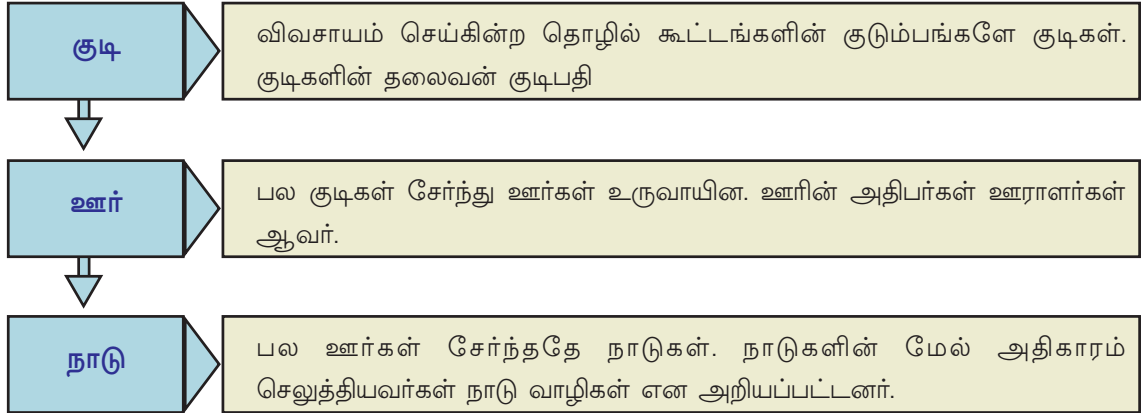 குடி
விவசாயம் செய்கின்ற தொழில் கூட்டங்களின் குடும்பங்களே குடிகள்.
குடிகளின் தலைவன் குடிபதி
ஊர்
பல குடிகள் சேர்ந்து ஊர்கள் உருவாயின. ஊரின் அதிபர்கள் ஊராளர்கள்
ஆவர்.
நாடு
பல ஊர்கள் சேர்ந்ததே நாடுகள். நாடுகளின் மேல் அதிகாரம்
செலுத்தியவர்கள் நாடு வாழிகள் என அறியப்பட்டனர்.